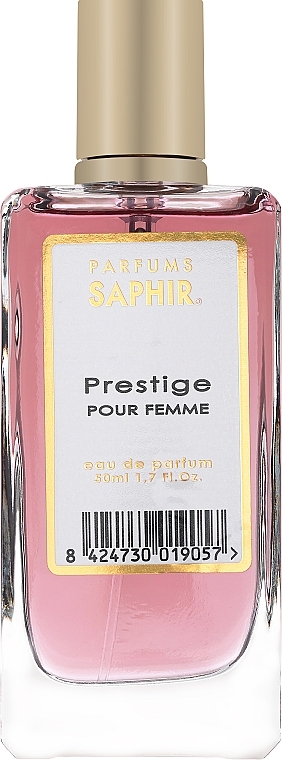 PARFUMS
SAPHIR®
Prestige
POUR FEMME
eau de parfum
50ml 1,7 fl.Oz.
8 424730 019057 >